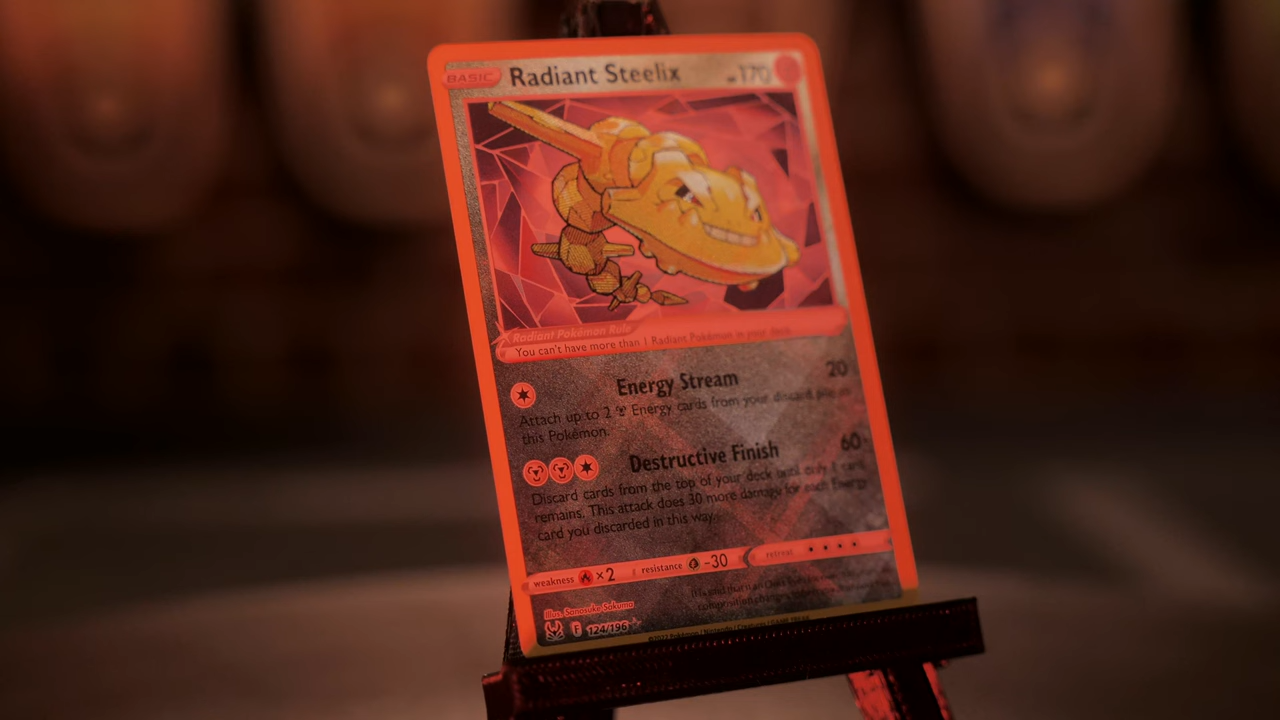 BASIC Radiant Steelix HP 170
Radiant Pokémon Rule
You can't have more than 1 Radiant Pokémon in your deck.
Energy Stream 20
Attach up to 2 Energy cards from your discard pile to
this Pokémon.
Destructive Finish 60
Discard cards from the top of your deck until only 1 card
remains. This attack does 30 more damage for each Energy
card you discarded in this way.
weakness ×2 resistance -30 retreat
Illus. Sanosuke Sakuma
F 124/196